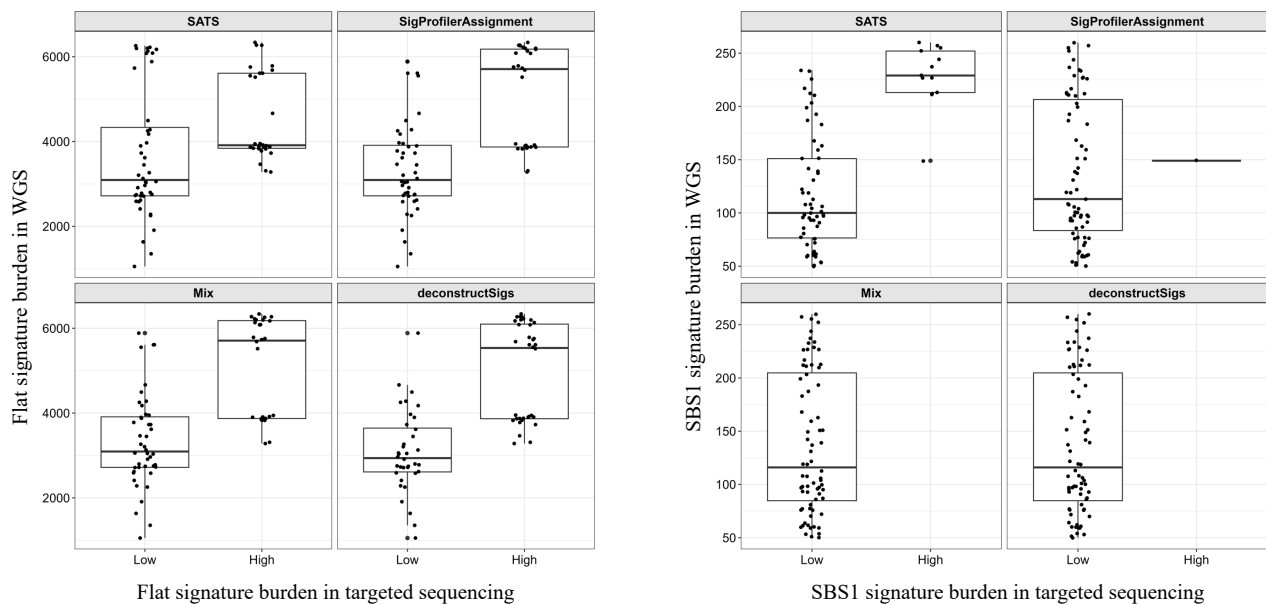 SATS
SigProfilerAssignment
6000
4000
2000
Mix
deconstructSigs
6000
4000
2000
Low
High
Low
High
Flat signature burden in WGS
Flat signature burden in targeted sequencing
SATS
SigProfilerAssignment
250
200
150
100
50
Mix
deconstructSigs
250
200
150
100
50
Low
High
Low
High
SBS1 signature burden in WGS
SBS1 signature burden in targeted sequencing